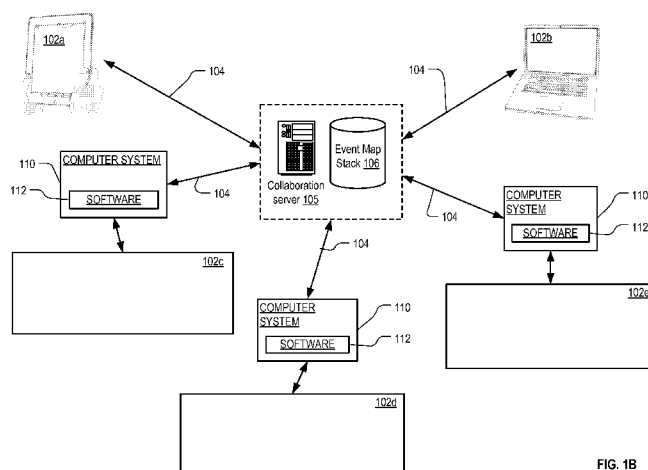 102a
102b
104
104
COMPUTER SYSTEM
110
SOFTWARE
112
104
Collaboration
server 105
Event Map
Stack 106
104
COMPUTER
SYSTEM
110
SOFTWARE
112
104
102c
COMPUTER
SYSTEM
110
SOFTWARE
112
102e
102d
FIG. 1B